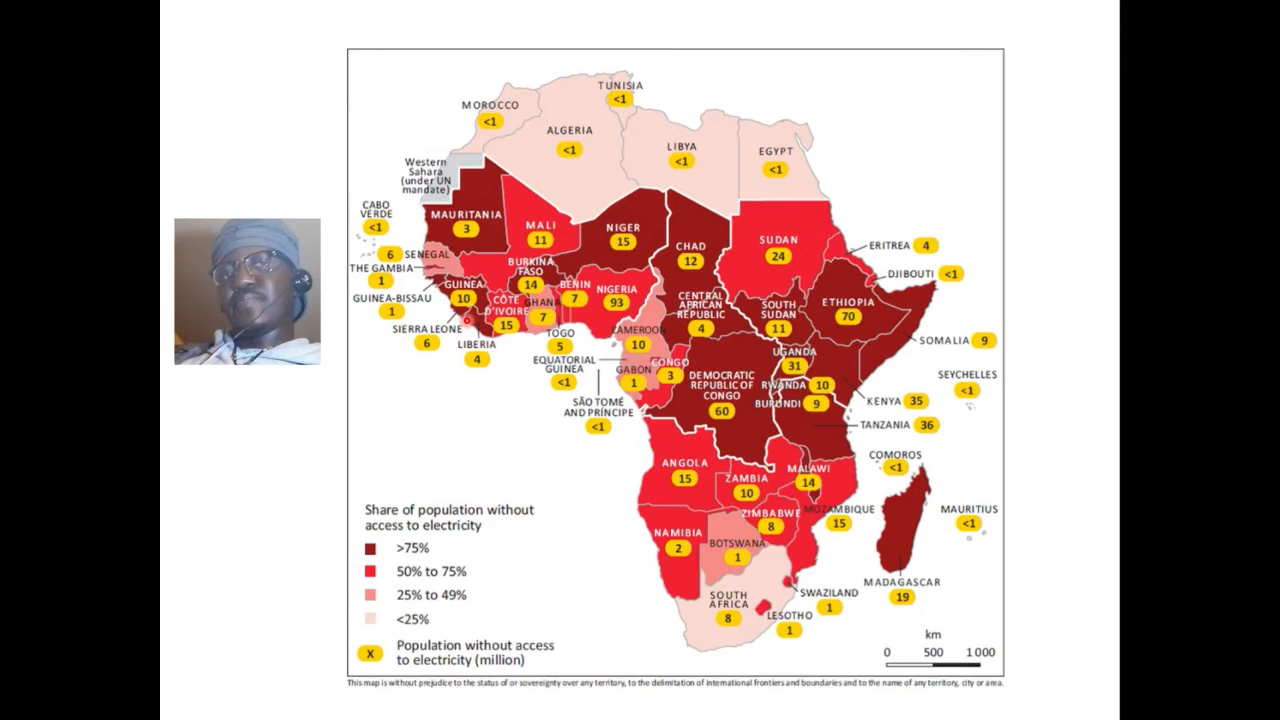 TUNISIA
<1
MOROCCO
<1
ALGERIA
<1
LIBYA
<1
EGYPT
<1
Western
Sahara
(under UN
mandate)
CABO
VERDE
<1
MAURITANIA
3
MALI
11
NIGER
15
CHAD
12
SUDAN
24
ERITREA 4
DJIBOUTI <1
6 SENEGAL
THE GAMBIA
1
GUINEA-BISSAU
1
GUINEA
10
SIERRA LEONE
6
LIBERIA
4
CÔTE
D'IVOIRE
15
BURKINA
FASO
14
GHANA
7
TOGO
5
BENIN
7
NIGERIA
93
CAMEROON
10
CENTRAL
AFRICAN
REPUBLIC
4
SOUTH
SUDAN
11
ETHIOPIA
70
SOMALIA 9
EQUATORIAL
GUINEA
<1
SÃO TOMÉ
AND PRÍNCIPE
<1
GABON
1
CONGO
3
DEMOCRATIC
REPUBLIC OF
CONGO
60
UGANDA
31
RWANDA 10
BURUNDI 9
KENYA 35
TANZANIA 36
SEYCHELLES
<1
COMOROS
<1
ANGOLA
15
ZAMBIA
10
MALAWI
14
MOZAMBIQUE
15
ZIMBABWE
8
NAMIBIA
2
BOTSWANA
1
MAURITIUS
<1
MADAGASCAR
19
SOUTH
AFRICA
8
SWAZILAND
1
LESOTHO
1
Share of population without
access to electricity
>75%
50% to 75%
25% to 49%
<25%
X Population without access
to electricity (million)
km
0 500 1 000
This map is without prejudice to the status of or sovereignty over any territory, to the delimitation of international frontiers and boundaries and to the name of any territory, city or area.